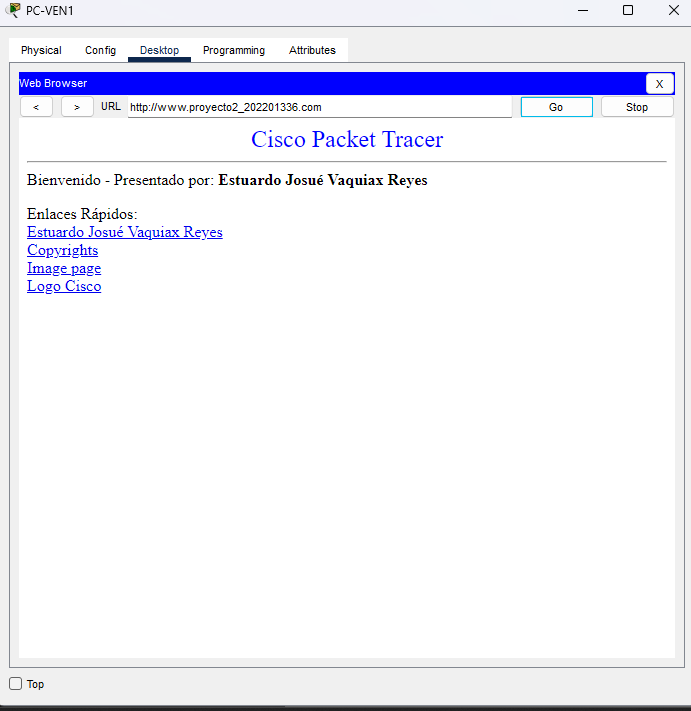 PC-VEN1
Physical Config Desktop Programming Attributes
Web Browser X
< > URL http://www.proyecto2_202201336.com Go Stop
Cisco Packet Tracer
Bienvenido - Presentado por: Estuardo Josué Vaquiax Reyes
Enlaces Rápidos:
Estuardo Josué Vaquiax Reyes
Copyrights
Image page
Logo Cisco
Top